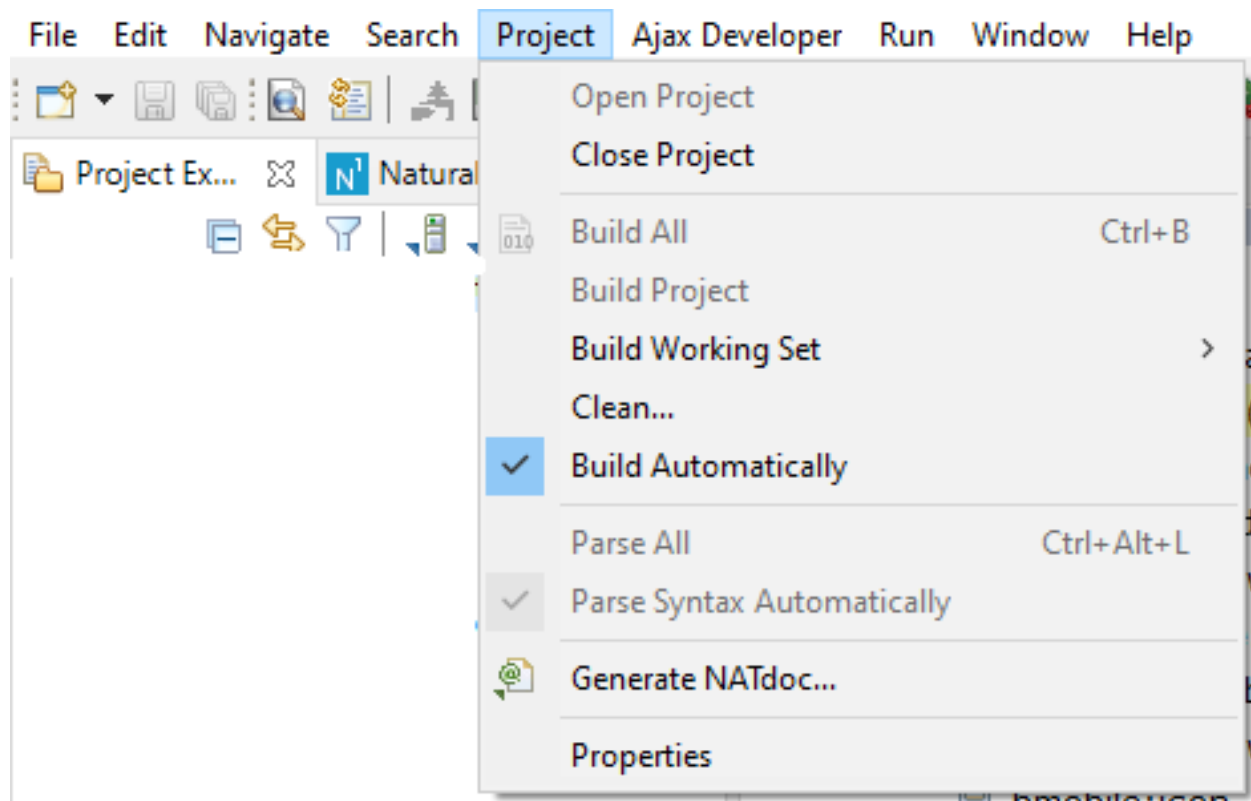 File Edit Navigate Search Project Ajax Developer Run Window Help
Project Ex... Natural
Open Project
Close Project
Build All Ctrl+B
Build Project
Build Working Set
Clean...
Build Automatically
Parse All Ctrl+Alt+L
Parse Syntax Automatically
Generate NATdoc...
Properties